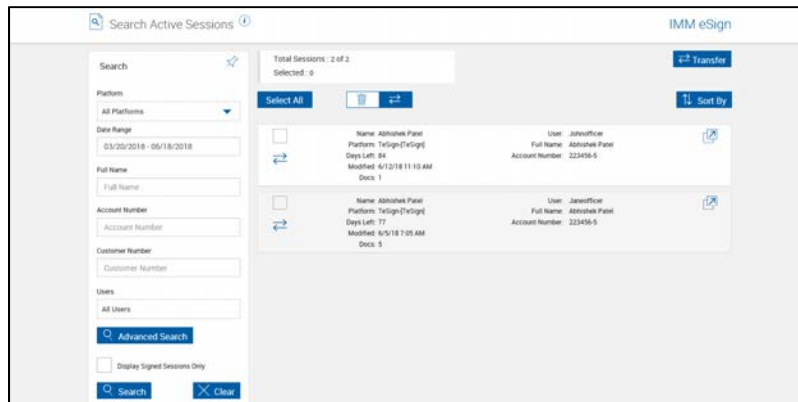 Search Active Sessions
IMM eSign
Search
Platform
All Platforms
Date Range
03/20/2018 - 06/18/2018
Full Name
Full Name
Account Number
Account Number
Customer Number
Customer Number
Users
All Users
Advanced Search
Display Signed Sessions Only
Search
Clear
Total Sessions : 2 of 2
Selected : 0
Transfer
Select All
Sort By
Name: Abhishek Patel
Platform: TeSign-[TeSign]
Days Left: 84
Modified: 6/12/18 11:10 AM
Docs: 1
User: Johnofficer
Full Name: Abhishek Patel
Account Number: 223456-5
Name: Abhishek Patel
Platform: TeSign-[TeSign]
Days Left: 77
Modified: 6/5/18 7:05 AM
Docs: 5
User: Janeofficer
Full Name: Abhishek Patel
Account Number: 223456-5